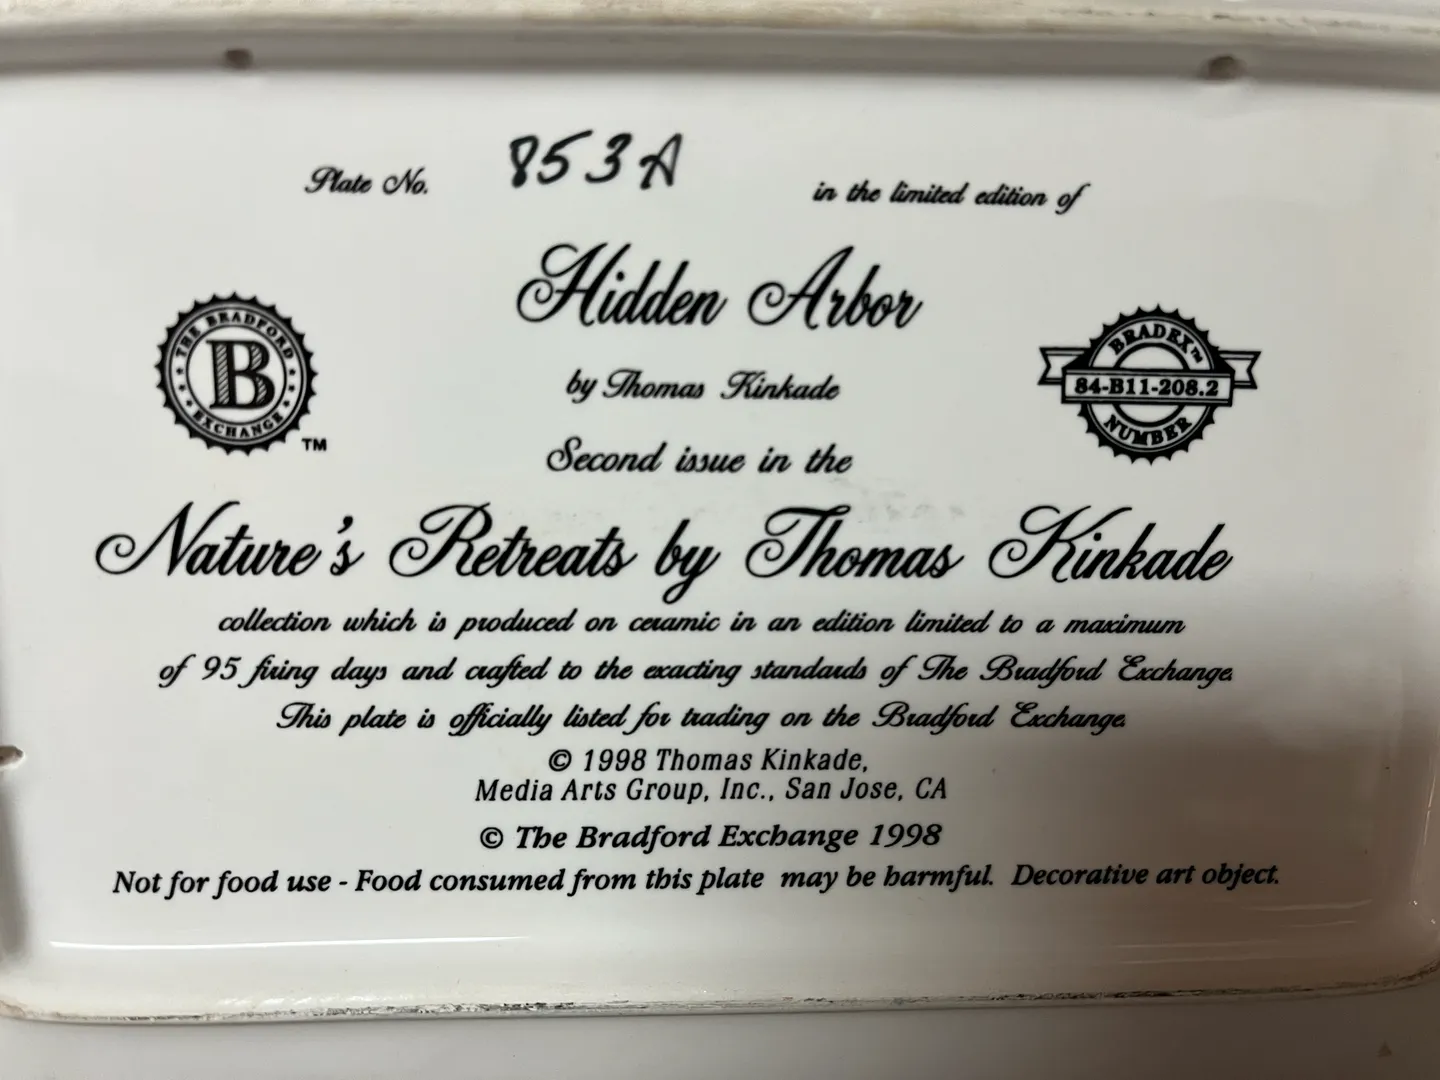 Plate No. 853A in the limited edition of
Hidden Arbor
by Thomas Kinkade
THE BRADFORD EXCHANGE
B
TM
BRADEX™
84-B11-208.2
NUMBER
Second issue in the
Nature's Retreats by Thomas Kinkade
collection which is produced on ceramic in an edition limited to a maximum
of 95 firing days and crafted to the exacting standards of The Bradford Exchange.
This plate is officially listed for trading on the Bradford Exchange.
© 1998 Thomas Kinkade,
Media Arts Group, Inc., San Jose, CA
© The Bradford Exchange 1998
Not for food use - Food consumed from this plate may be harmful. Decorative art object.